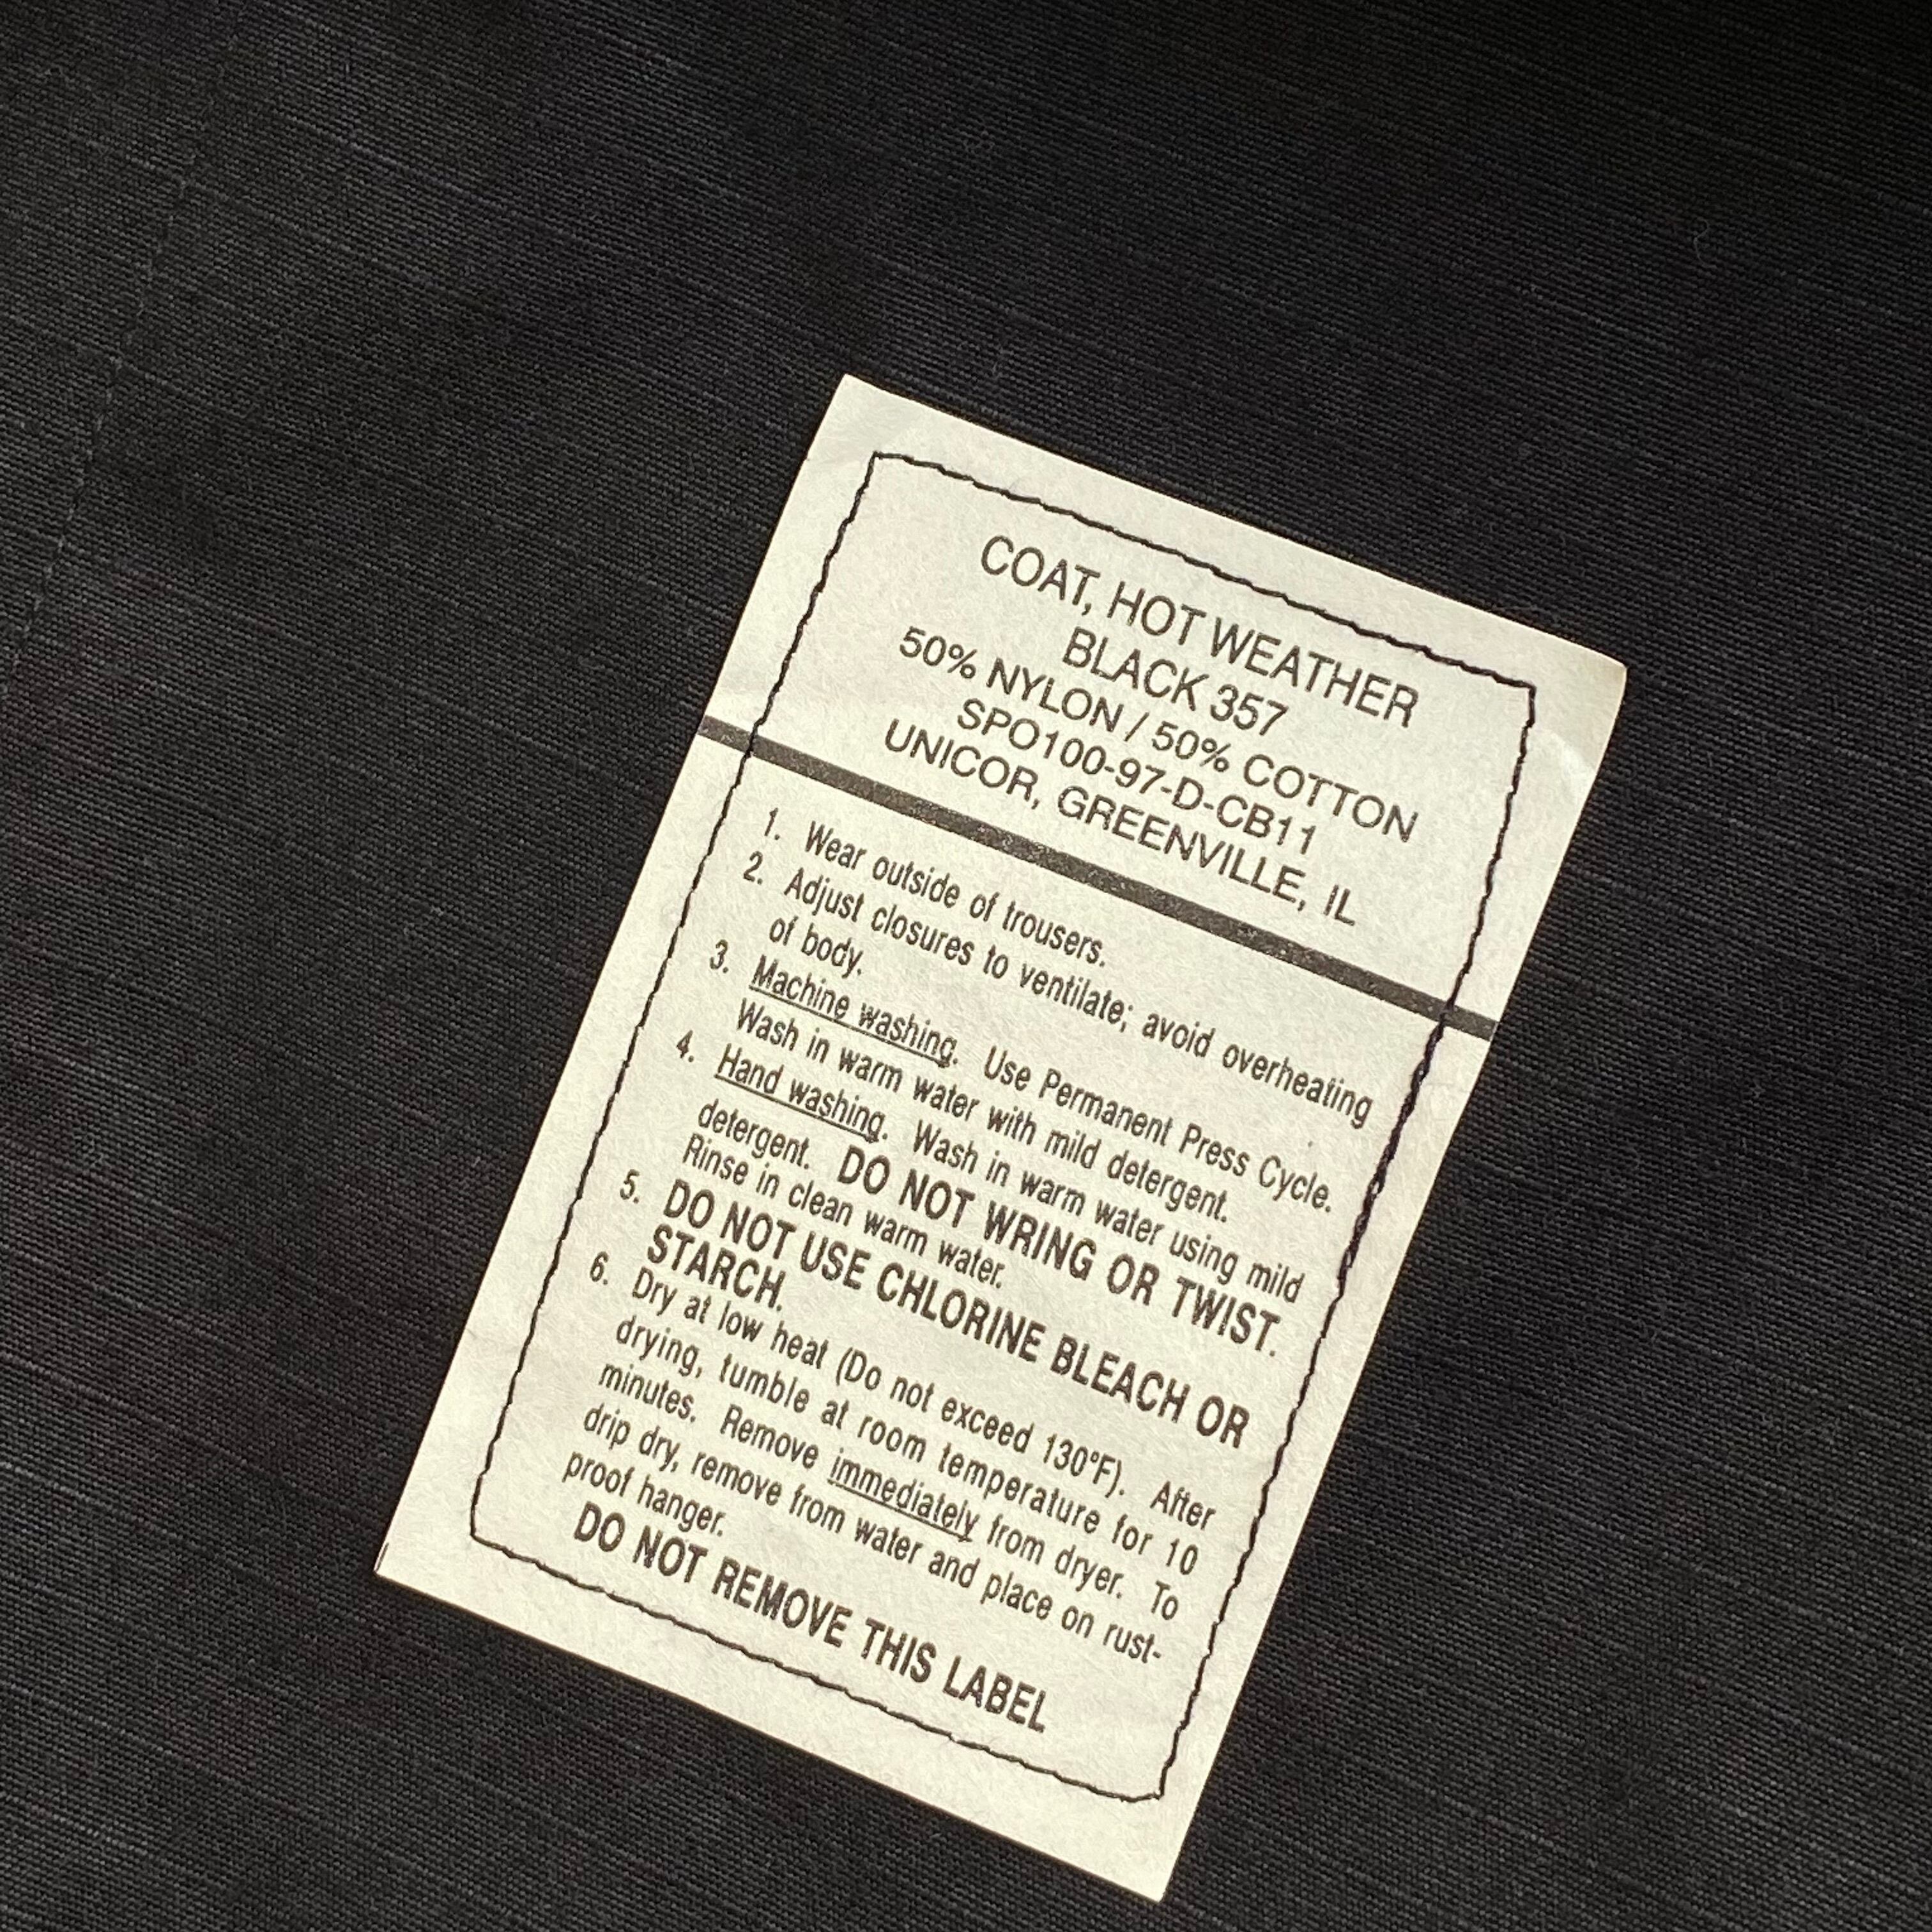 COAT, HOT WEATHER
BLACK 357
50% NYLON / 50% COTTON
SPO100-97-D-CB11
UNICOR, GREENVILLE, IL
1. Wear outside of trousers.
2. Adjust closures to ventilate; avoid overheating
of body.
3. Machine washing. Use Permanent Press Cycle.
Wash in warm water with mild detergent.
4. Hand washing. Wash in warm water using mild
detergent. DO NOT WRING OR TWIST.
Rinse in clean warm water.
5. DO NOT USE CHLORINE BLEACH OR
STARCH.
6. Dry at low heat (Do not exceed 130°F). After
drying, tumble at room temperature for 10
minutes. Remove immediately from dryer. To
drip dry, remove from water and place on rust-
proof hanger.
DO NOT REMOVE THIS LABEL